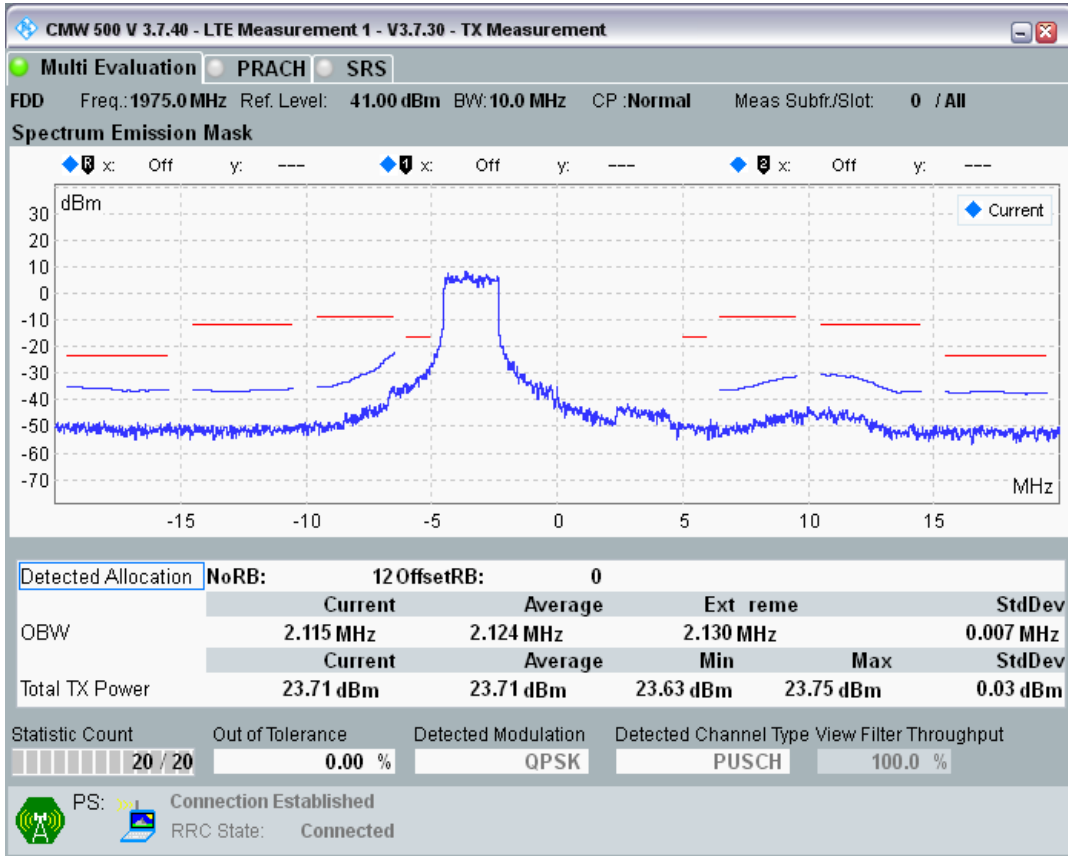 CMW 500 V 3.7.40 - LTE Measurement 1 - V3.7.30 - TX Measurement
Multi Evaluation PRACH SRS
FDD Freq.: 1975.0 MHz Ref. Level: 41.00 dBm BW: 10.0 MHz CP : Normal Meas Subfr./Slot: 0 / All
Spectrum Emission Mask
R x: Off y: --- 1 x: Off y: --- 2 x: Off y: ---
dBm
Current
30
20
10
0
-10
-20
-30
-40
-50
-60
-70
MHz
-15 -10 -5 0 5 10 15
Detected Allocation NoRB: 12 OffsetRB: 0
Current Average Ext reme StdDev
OBW 2.115 MHz 2.124 MHz 2.130 MHz 0.007 MHz
Current Average Min Max StdDev
Total TX Power 23.71 dBm 23.71 dBm 23.63 dBm 23.75 dBm 0.03 dBm
Statistic Count Out of Tolerance Detected Modulation Detected Channel Type View Filter Throughput
20 / 20 0.00 % QPSK PUSCH 100.0 %
PS: Connection Established
RRC State: Connected